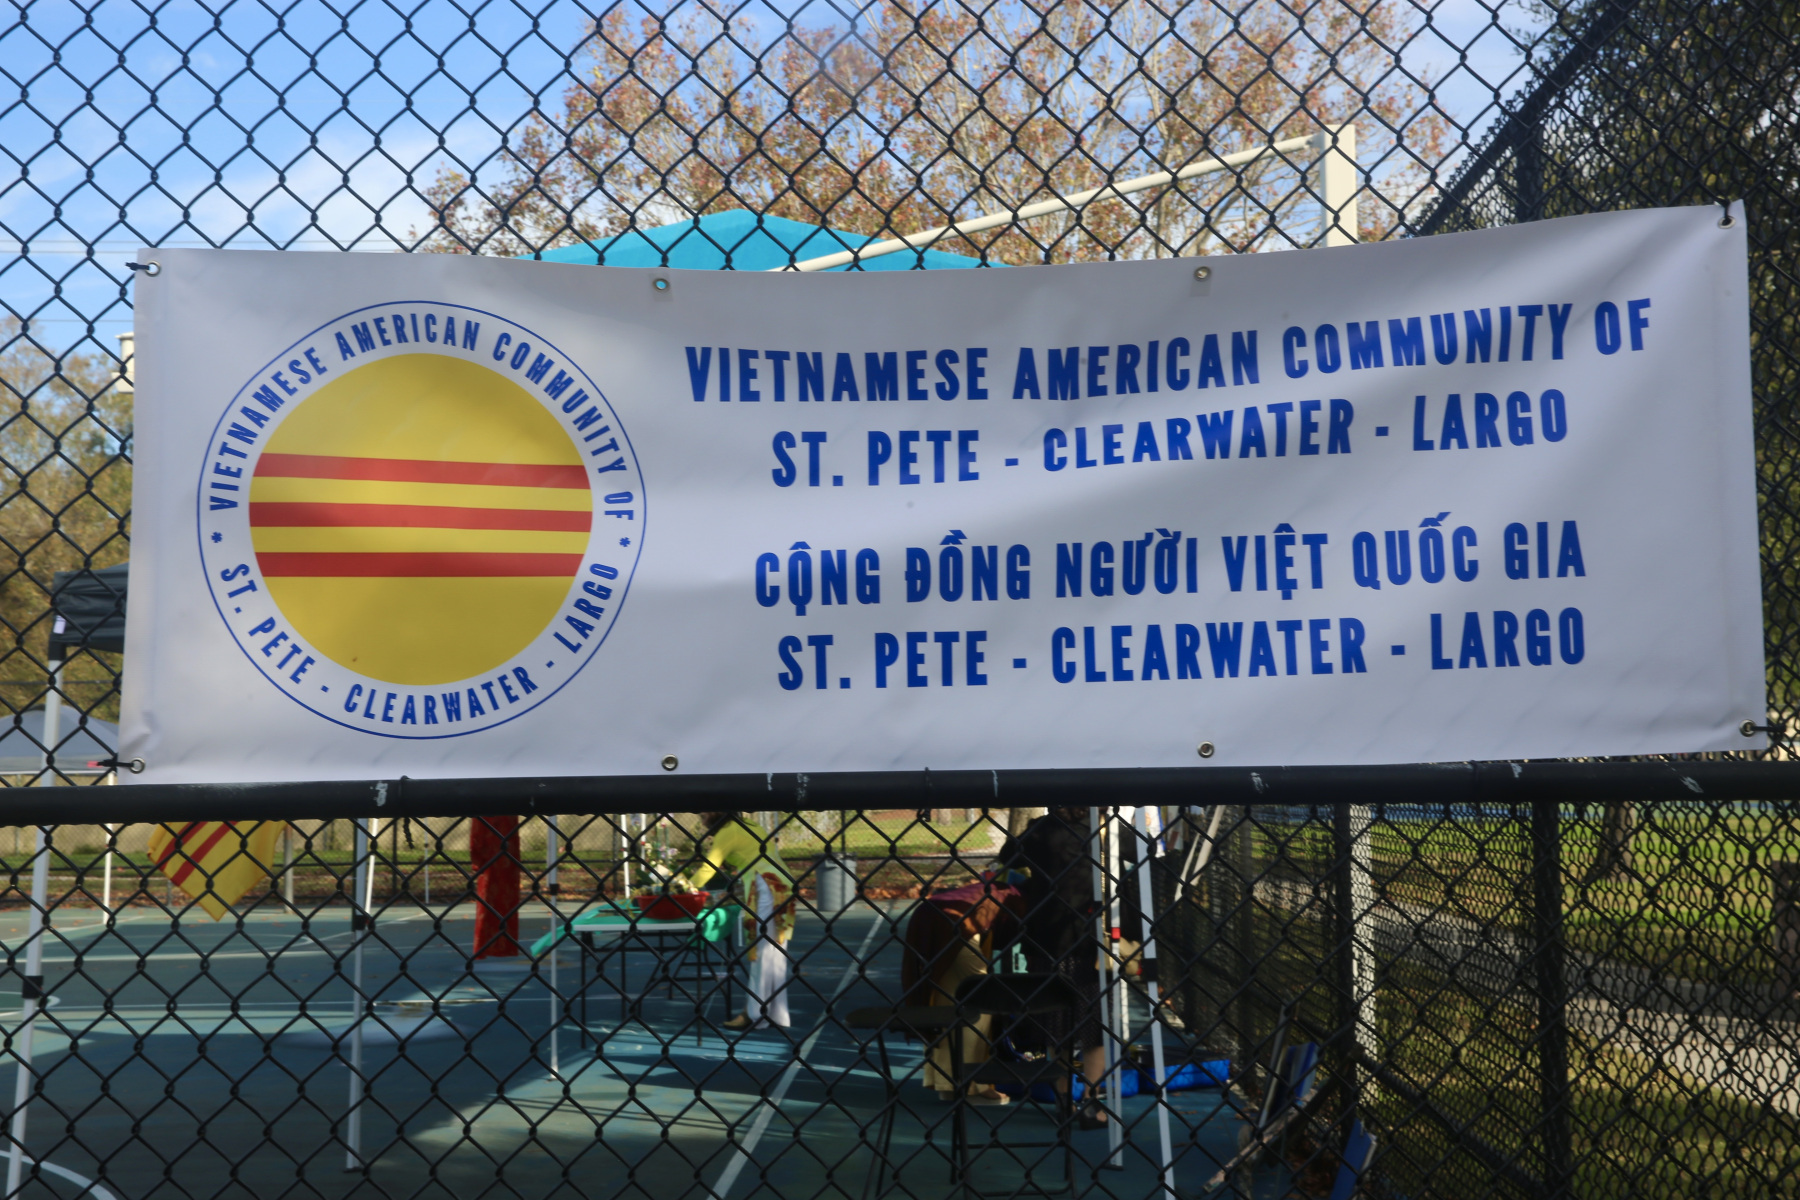 VIETNAMESE AMERICAN COMMUNITY OF
* ST. PETE - CLEARWATER - LARGO *
VIETNAMESE AMERICAN COMMUNITY OF
ST. PETE - CLEARWATER - LARGO
CỘNG ĐỒNG NGƯỜI VIỆT QUỐC GIA
ST. PETE - CLEARWATER - LARGO